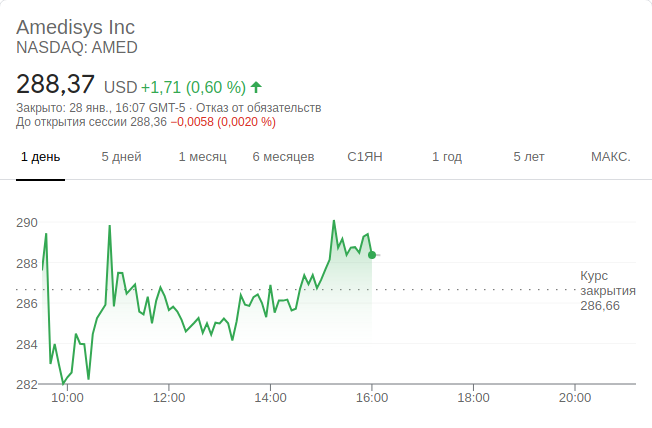 Amedisys Inc
NASDAQ: AMED
288,37 USD +1,71 (0,60 %)
Закрыто: 28 янв., 16:07 GMT-5 · Отказ от обязательств
До открытия сессии 288,36 −0,0058 (0,0020 %)
1 день 5 дней 1 месяц 6 месяцев С1ЯН 1 год 5 лет МАКС.
290
288
286
284
282
Курс
закрытия
286,66
10:00 12:00 14:00 16:00 18:00 20:00